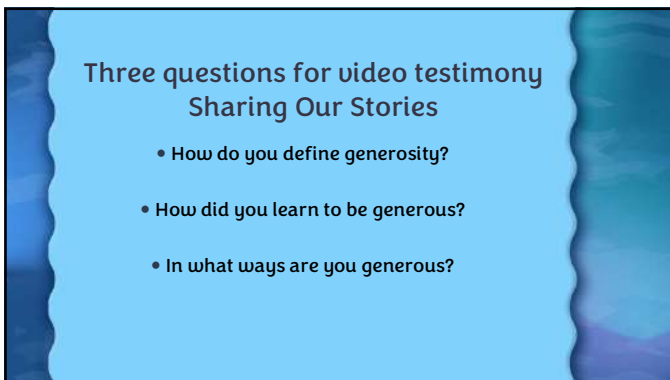 Three questions for video testimony
Sharing Our Stories
• How do you define generosity?
• How did you learn to be generous?
• In what ways are you generous?